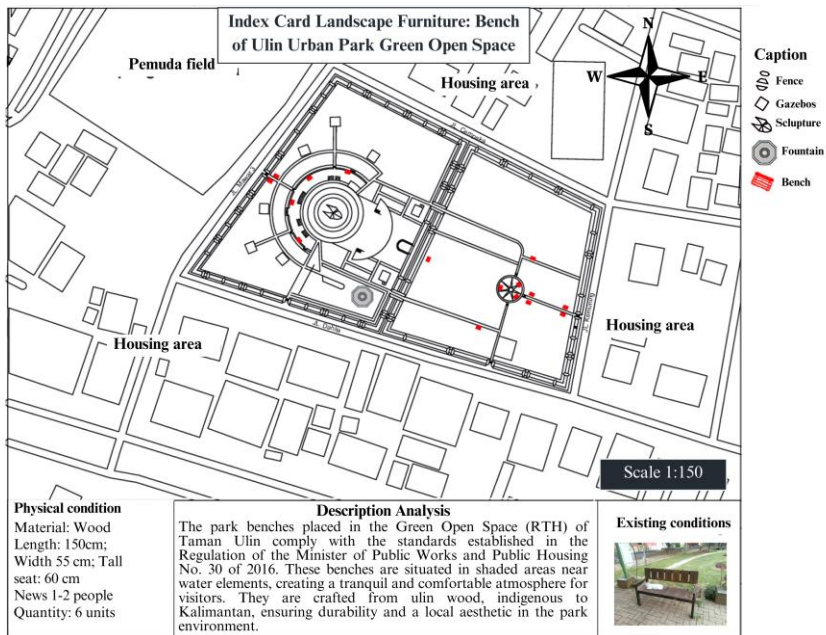 Index Card Landscape Furniture: Bench
of Ulin Urban Park Green Open Space
Pemuda field
Housing area
N
W
E
S
Caption
Fence
Gazebos
Sclupture
Fountain
Bench
JL. Cempaka
JL. Dahlia
Housing area
Housing area
Scale 1:150
Physical condition
Material: Wood
Length: 150cm;
Width 55 cm; Tall
seat: 60 cm
News 1-2 people
Quantity: 6 units
Description Analysis
The park benches placed in the Green Open Space (RTH) of
Taman Ulin comply with the standards established in the
Regulation of the Minister of Public Works and Public Housing
No. 30 of 2016. These benches are situated in shaded areas near
water elements, creating a tranquil and comfortable atmosphere for
visitors. They are crafted from ulin wood, indigenous to
Kalimantan, ensuring durability and a local aesthetic in the park
environment.
Existing conditions